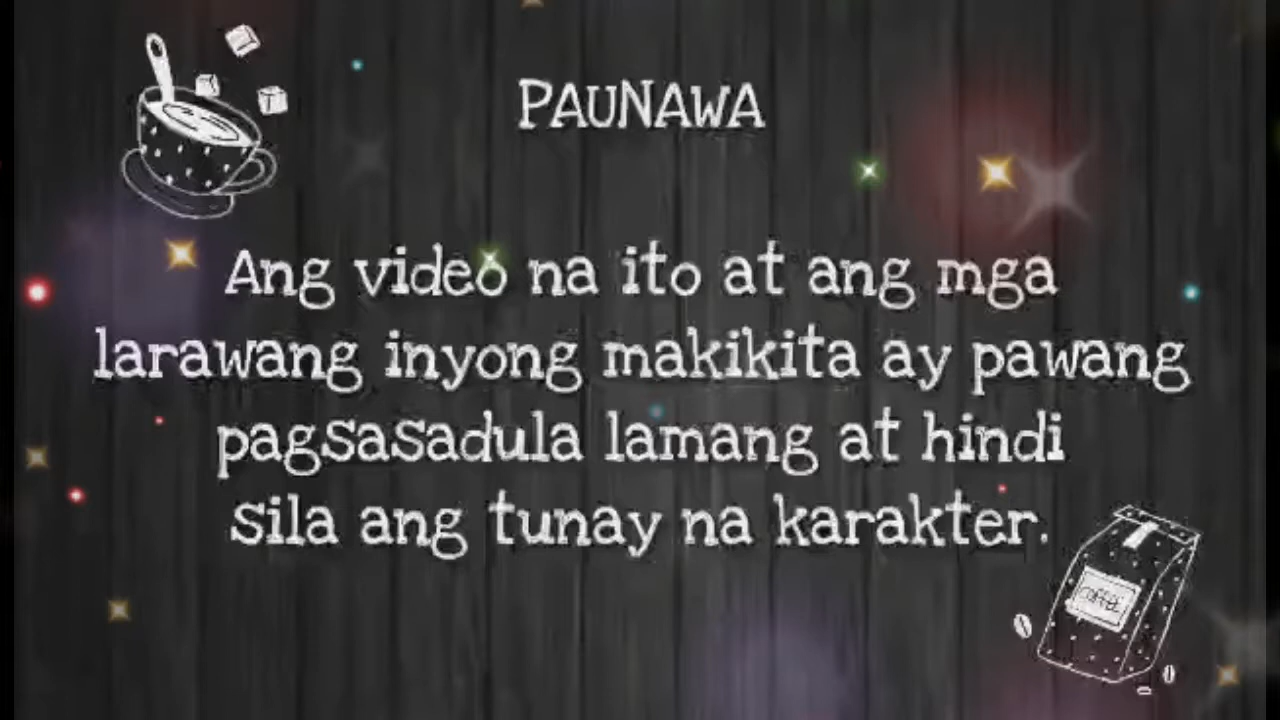 PAUNAWA
Ang video na ito at ang mga
larawang inyong makikita ay pawang
pagsasadula lamang at hindi
sila ang tunay na karakter.
COFFEE